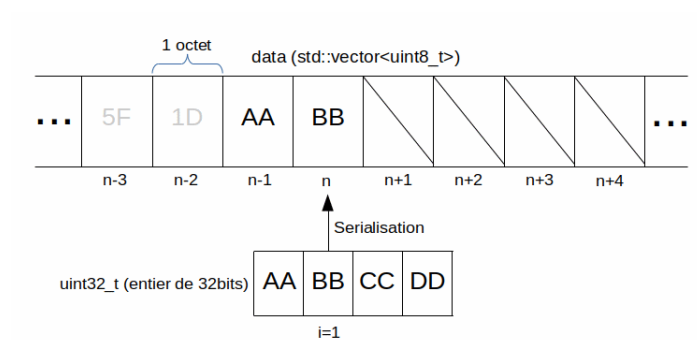 1 octet
data (std::vector<uint8_t>)
... 5F 1D AA BB ...
n-3 n-2 n-1 n n+1 n+2 n+3 n+4
Serialisation
uint32_t (entier de 32bits) AA BB CC DD
i=1